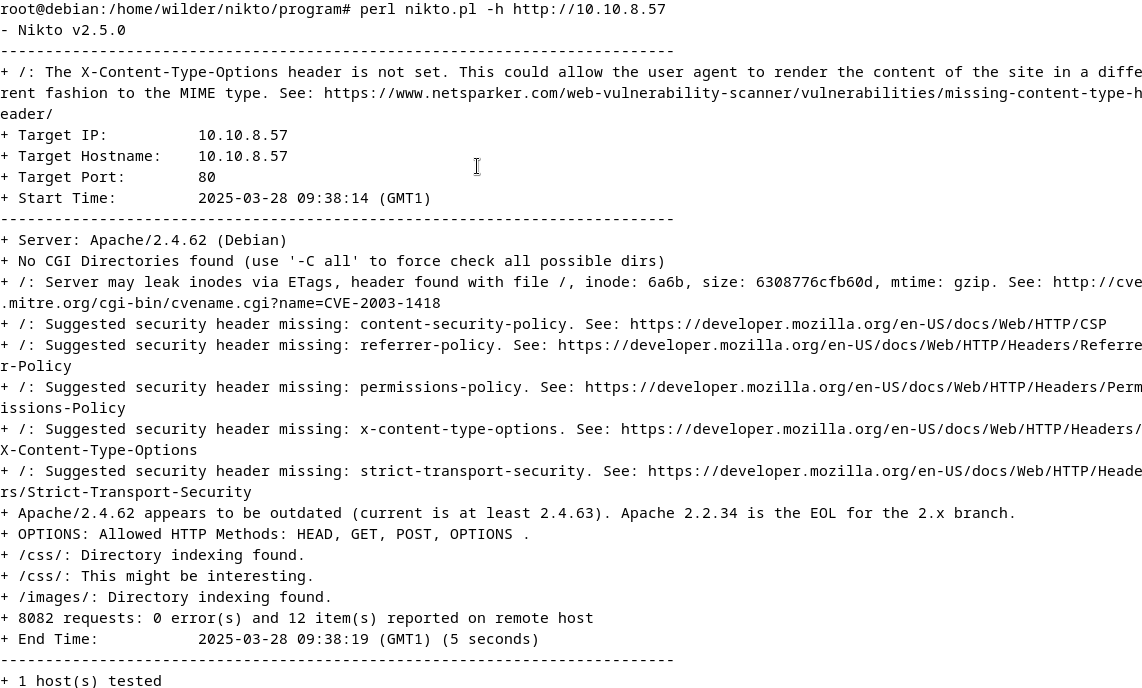 root@debian:/home/wilder/nikto/program# perl nikto.pl -h http://10.10.8.57
- Nikto v2.5.0
---------------------------------------------------------------------------
+ /: The X-Content-Type-Options header is not set. This could allow the user agent to render the content of the site in a diffe
rent fashion to the MIME type. See: https://www.netsparker.com/web-vulnerability-scanner/vulnerabilities/missing-content-type-h
eader/
+ Target IP:          10.10.8.57
+ Target Hostname:    10.10.8.57
+ Target Port:        80
+ Start Time:         2025-03-28 09:38:14 (GMT1)
---------------------------------------------------------------------------
+ Server: Apache/2.4.62 (Debian)
+ No CGI Directories found (use '-C all' to force check all possible dirs)
+ /: Server may leak inodes via ETags, header found with file /, inode: 6a6b, size: 6308776cfb60d, mtime: gzip. See: http://cve
.mitre.org/cgi-bin/cvename.cgi?name=CVE-2003-1418
+ /: Suggested security header missing: content-security-policy. See: https://developer.mozilla.org/en-US/docs/Web/HTTP/CSP
+ /: Suggested security header missing: referrer-policy. See: https://developer.mozilla.org/en-US/docs/Web/HTTP/Headers/Referre
r-Policy
+ /: Suggested security header missing: permissions-policy. See: https://developer.mozilla.org/en-US/docs/Web/HTTP/Headers/Perm
issions-Policy
+ /: Suggested security header missing: x-content-type-options. See: https://developer.mozilla.org/en-US/docs/Web/HTTP/Headers/
X-Content-Type-Options
+ /: Suggested security header missing: strict-transport-security. See: https://developer.mozilla.org/en-US/docs/Web/HTTP/Heade
rs/Strict-Transport-Security
+ Apache/2.4.62 appears to be outdated (current is at least 2.4.63). Apache 2.2.34 is the EOL for the 2.x branch.
+ OPTIONS: Allowed HTTP Methods: HEAD, GET, POST, OPTIONS .
+ /css/: Directory indexing found.
+ /css/: This might be interesting.
+ /images/: Directory indexing found.
+ 8082 requests: 0 error(s) and 12 item(s) reported on remote host
+ End Time:           2025-03-28 09:38:19 (GMT1) (5 seconds)
---------------------------------------------------------------------------
+ 1 host(s) tested